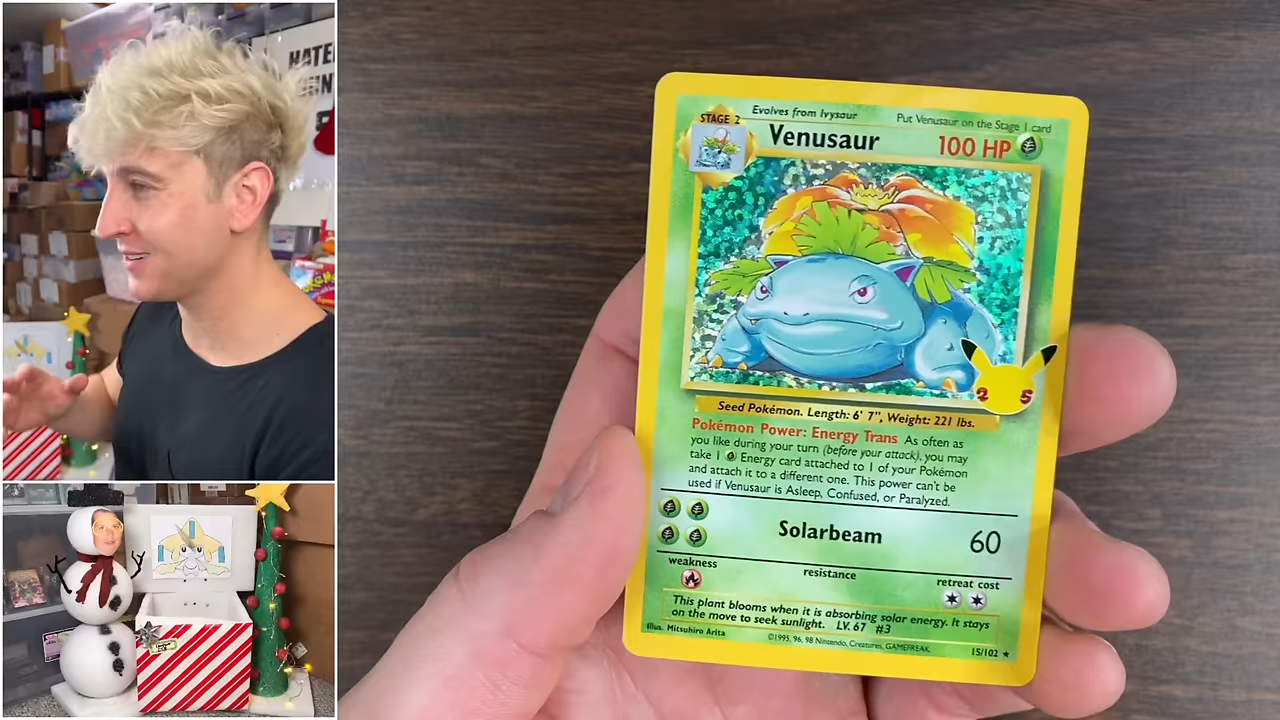 HATE
STAGE 2
Evolves from Ivysaur
Put Venusaur on the Stage 1 card
Venusaur
100 HP
25
Seed Pokémon. Length: 6' 7", Weight: 221 lbs.
Pokémon Power: Energy Trans As often as
you like during your turn (before your attack), you may
take 1 Energy card attached to 1 of your Pokémon
and attach it to a different one. This power can't be
used if Venusaur is Asleep, Confused, or Paralyzed.
Solarbeam 60
weakness
resistance
retreat cost
This plant blooms when it is absorbing solar energy. It stays
on the move to seek sunlight. LV. 67 #3
Illus. Mitsuhiro Arita
©1995, 96, 98 Nintendo, Creatures, GAMEFREAK.
15/102 ★